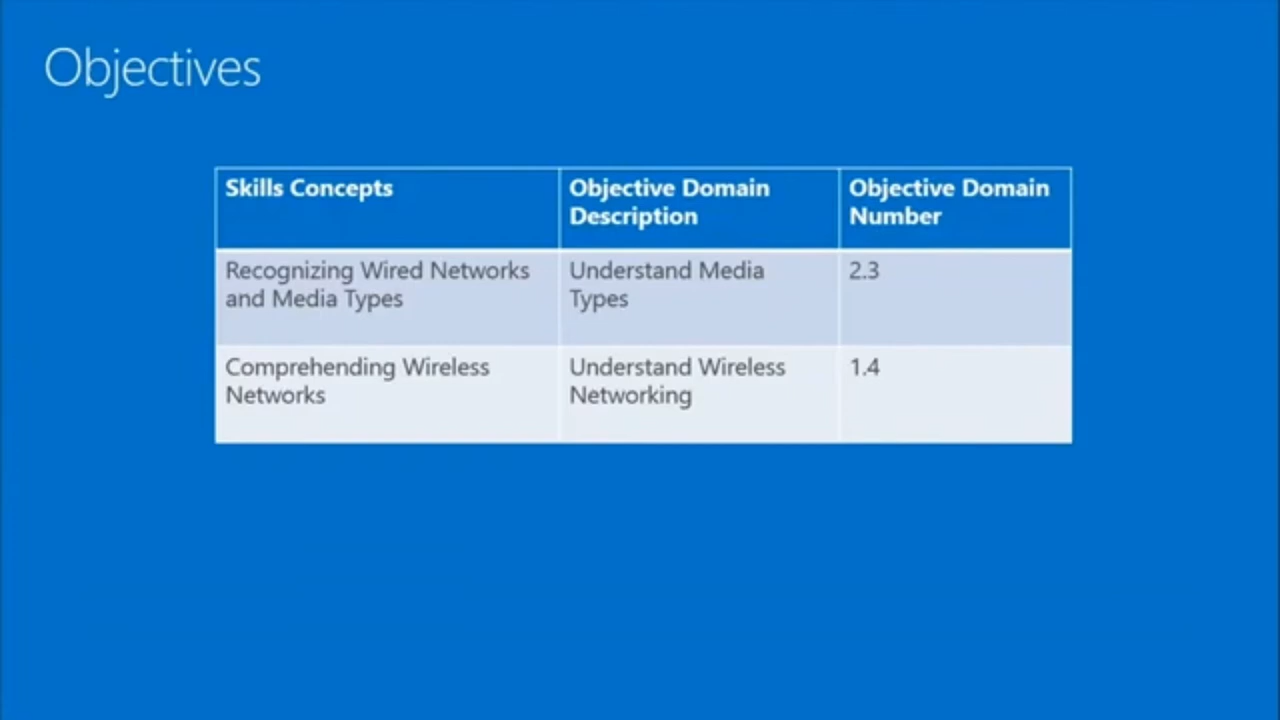 Objectives
Skills Concepts
Objective Domain
Description
Objective Domain
Number
Recognizing Wired Networks
and Media Types
Understand Media
Types
2.3
Comprehending Wireless
Networks
Understand Wireless
Networking
1.4